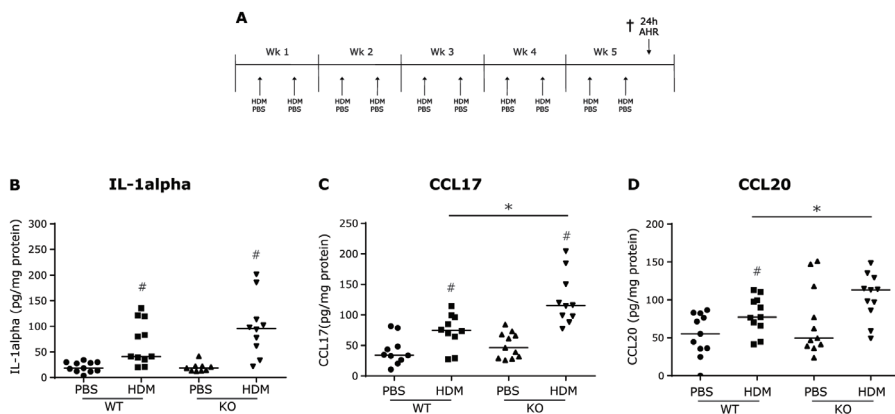 A
† 24h
AHR
Wk 1 Wk 2 Wk 3 Wk 4 Wk 5
HDM HDM HDM HDM HDM HDM HDM HDM HDM HDM
PBS PBS PBS PBS PBS PBS PBS PBS PBS PBS
B IL-1alpha
IL-1alpha (pg/mg protein)
300
250
200
150
100
50
0
# #
PBS HDM PBS HDM
WT KO
C CCL17
CCL17(pg/mg protein)
250
200
150
100
50
0
*
# #
PBS HDM PBS HDM
WT KO
D CCL20
CCL20 (pg/mg protein)
200
150
100
50
0
*
#
PBS HDM PBS HDM
WT KO